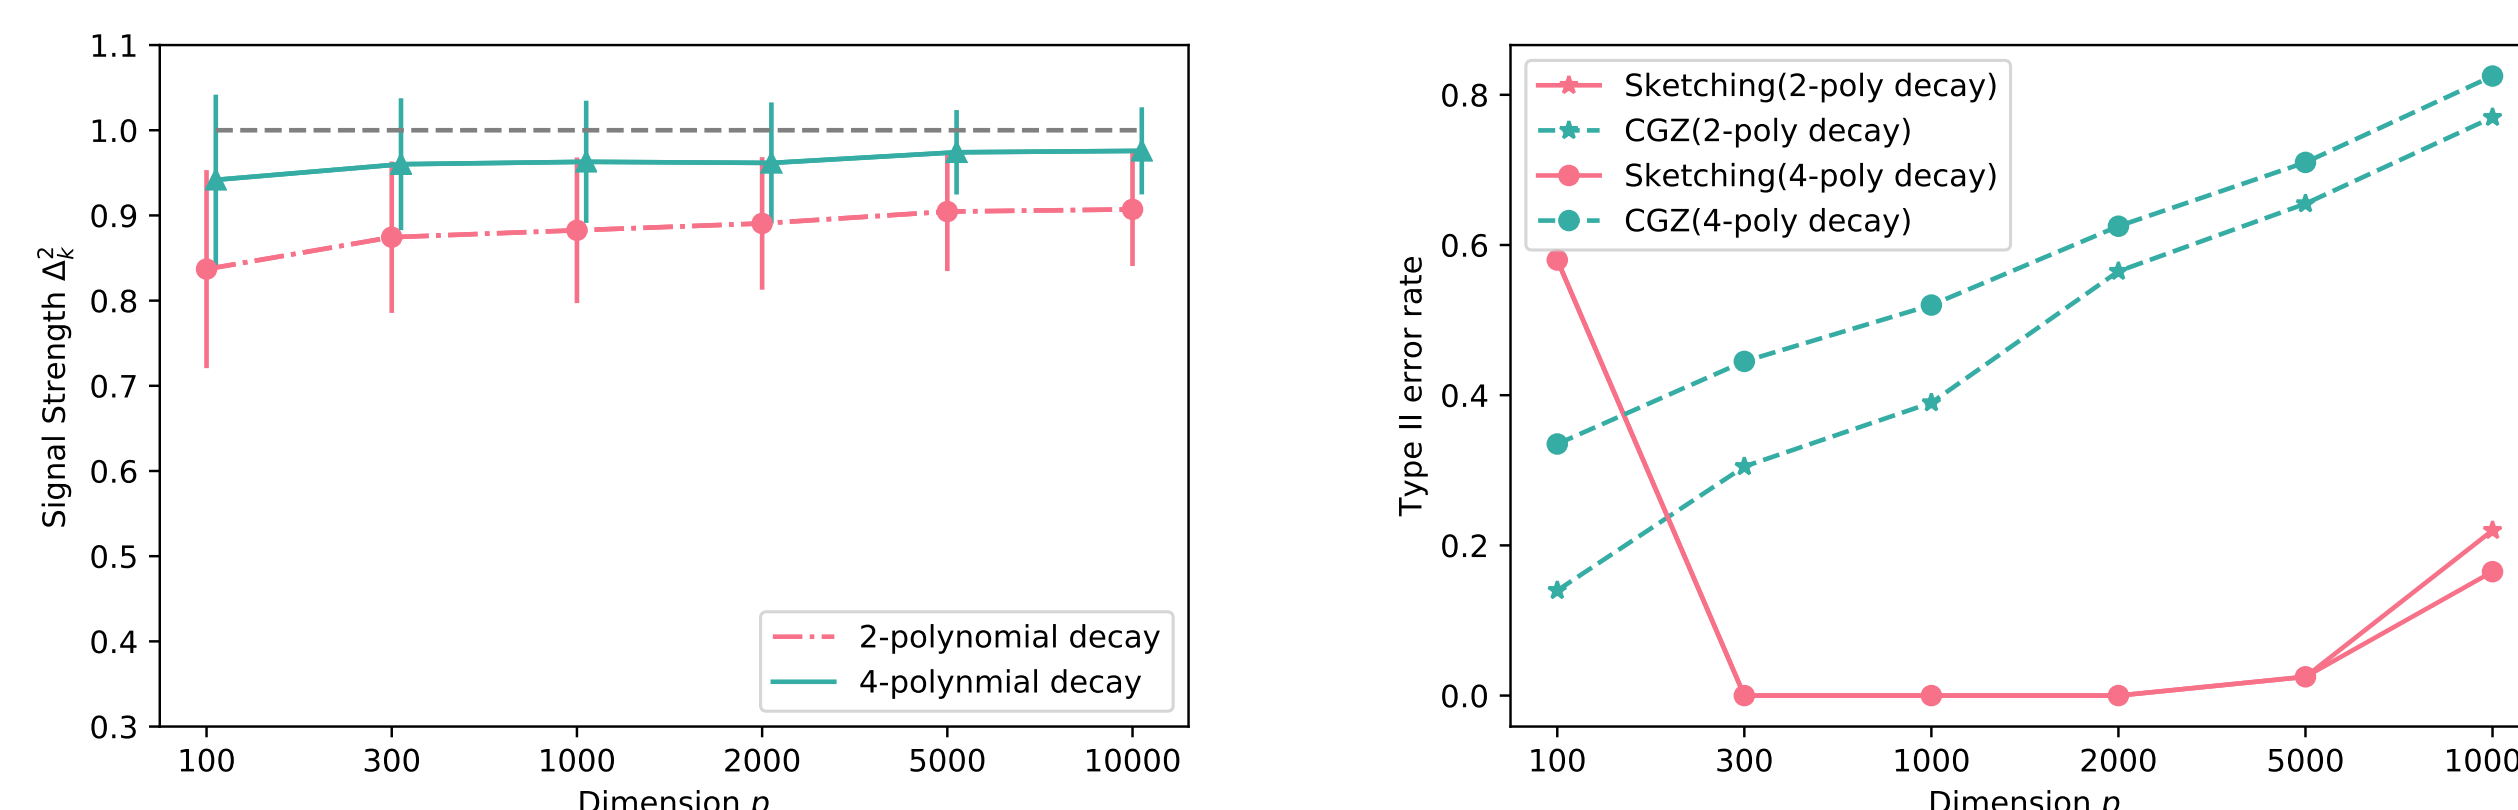 1.1
1.0
0.9
0.8
0.7
0.6
0.5
0.4
0.3
Signal Strength Δ²ₖ
2-polynomial decay
4-polynmial decay
100 300 1000 2000 5000 10000
Dimension p
0.8
0.6
0.4
0.2
0.0
Type II error rate
Sketching(2-poly decay)
CGZ(2-poly decay)
Sketching(4-poly decay)
CGZ(4-poly decay)
100 300 1000 2000 5000 1000
Dimension p